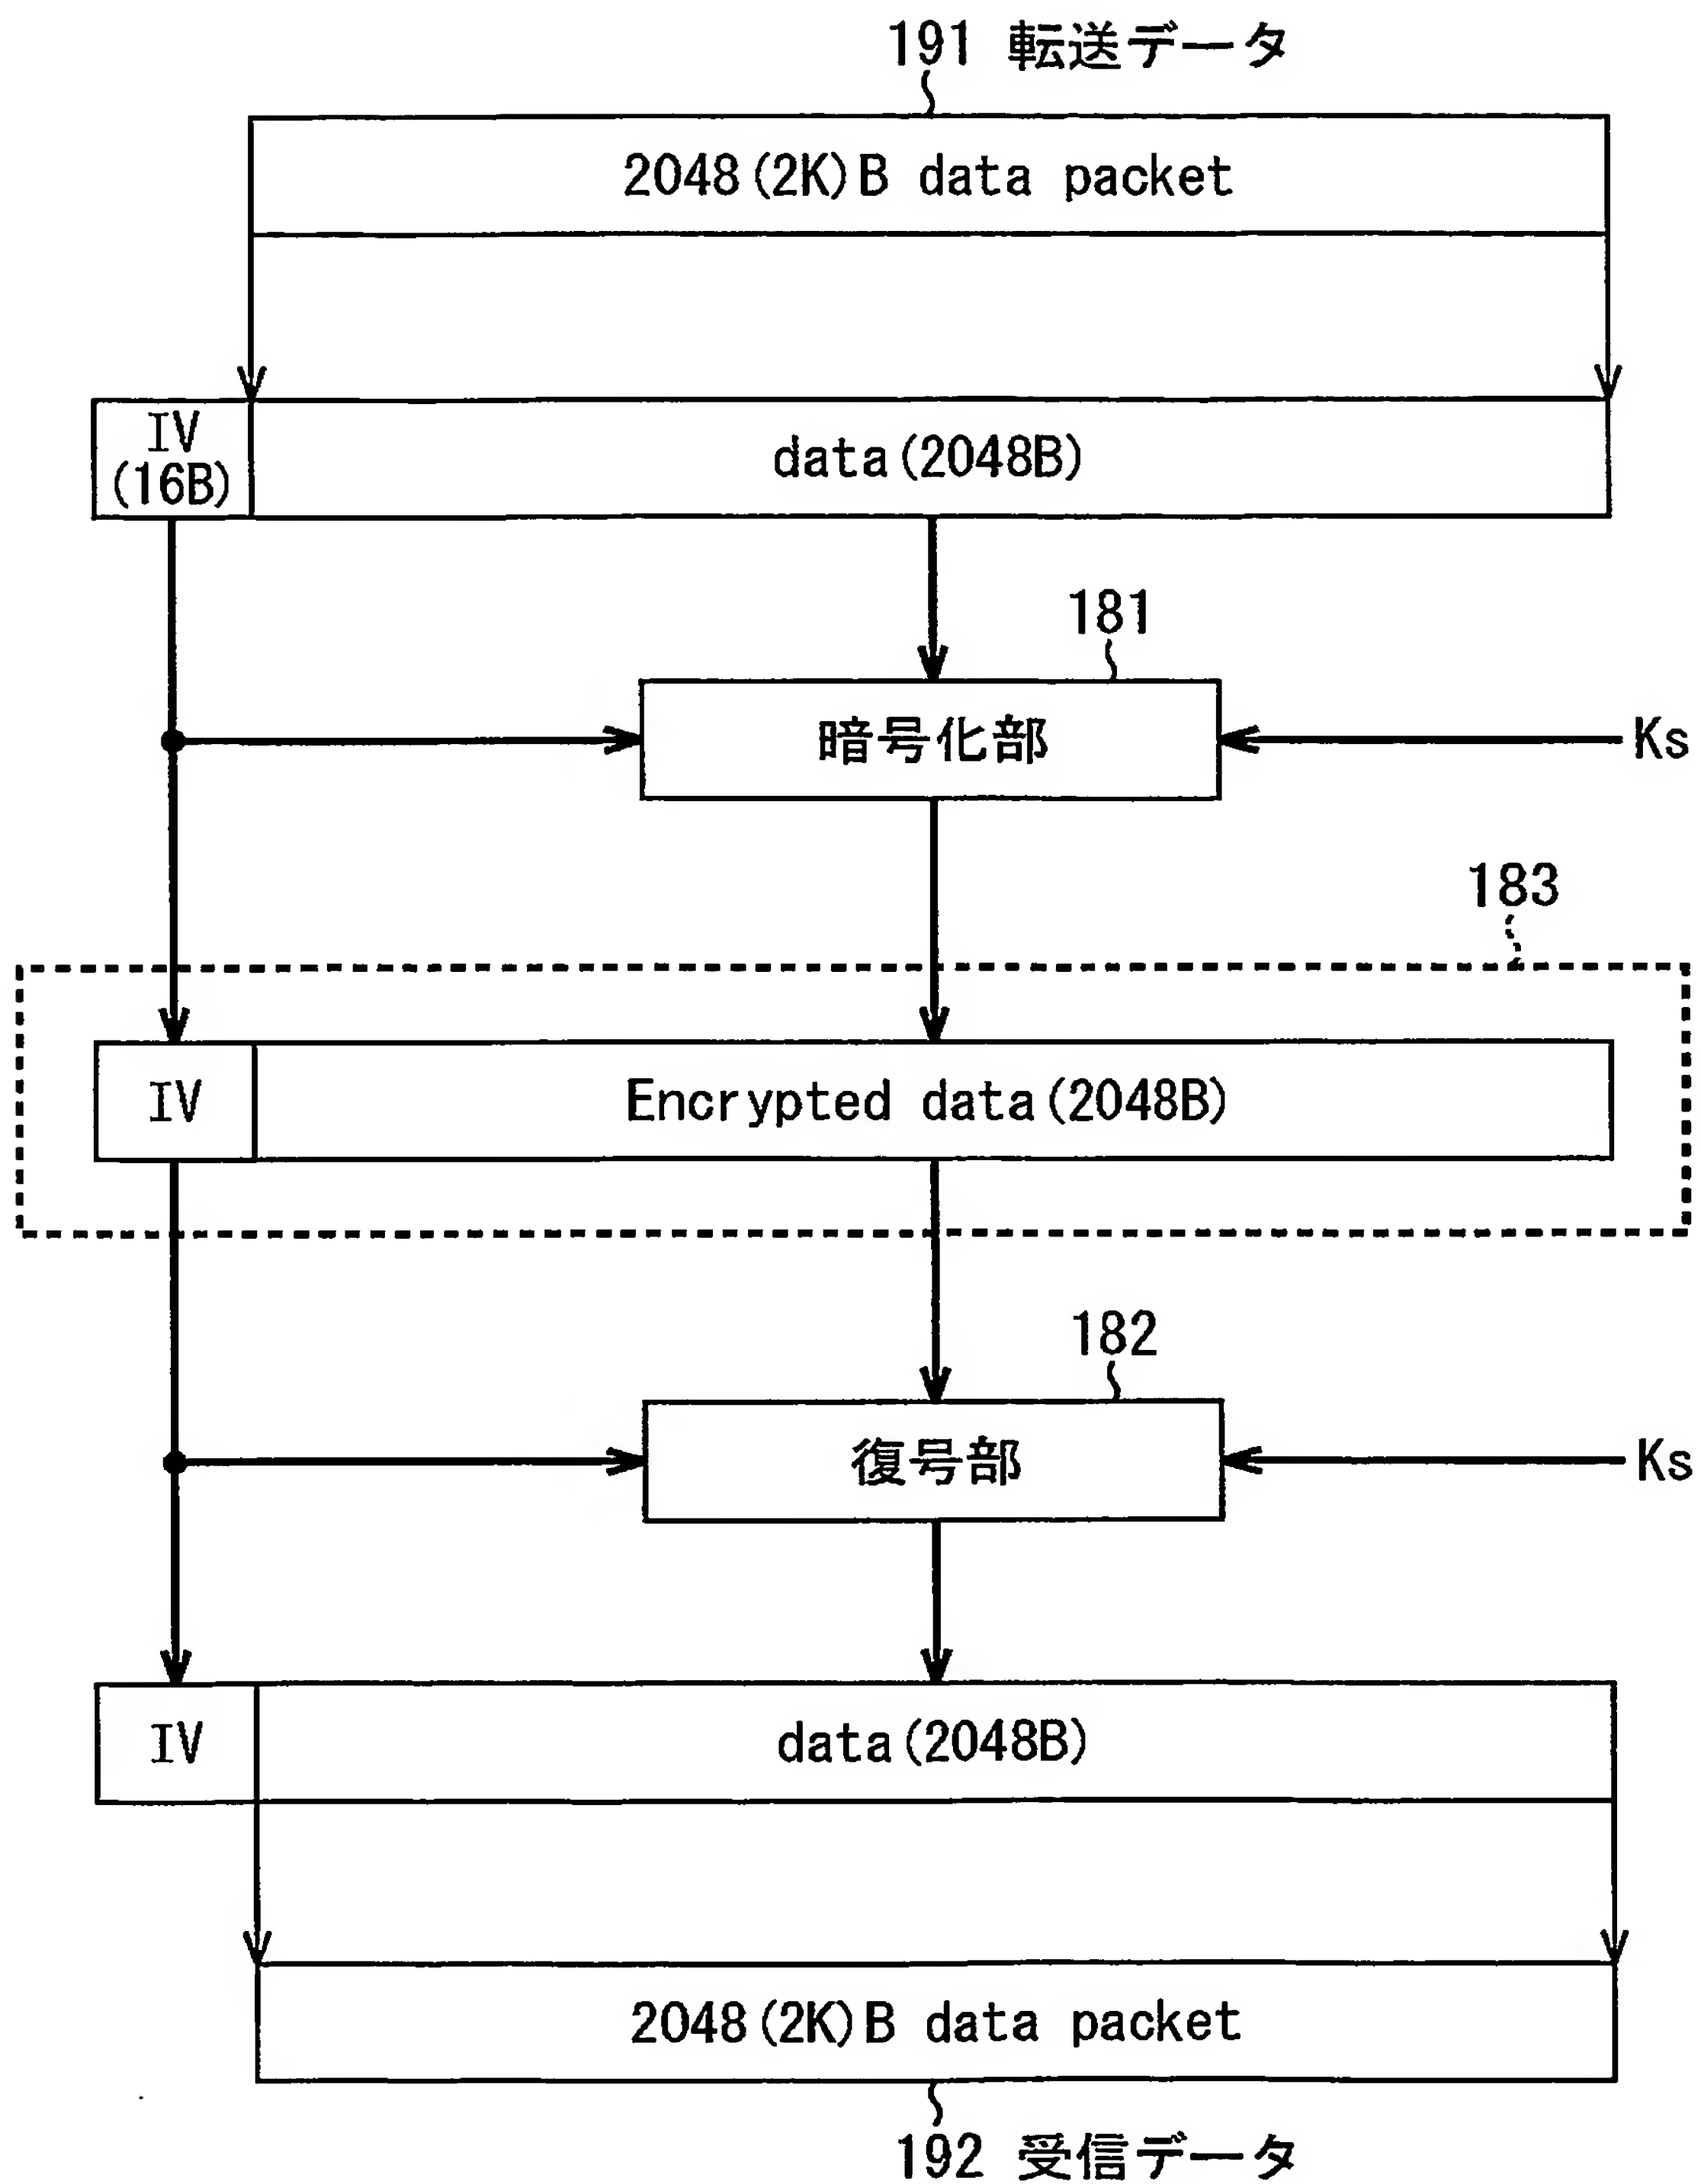 191 転送データ
2048(2K)B data packet
IV
(16B)
data(2048B)
181
暗号化部
Ks
183
IV
Encrypted data(2048B)
182
復号部
Ks
IV
data(2048B)
2048(2K)B data packet
192 受信データ